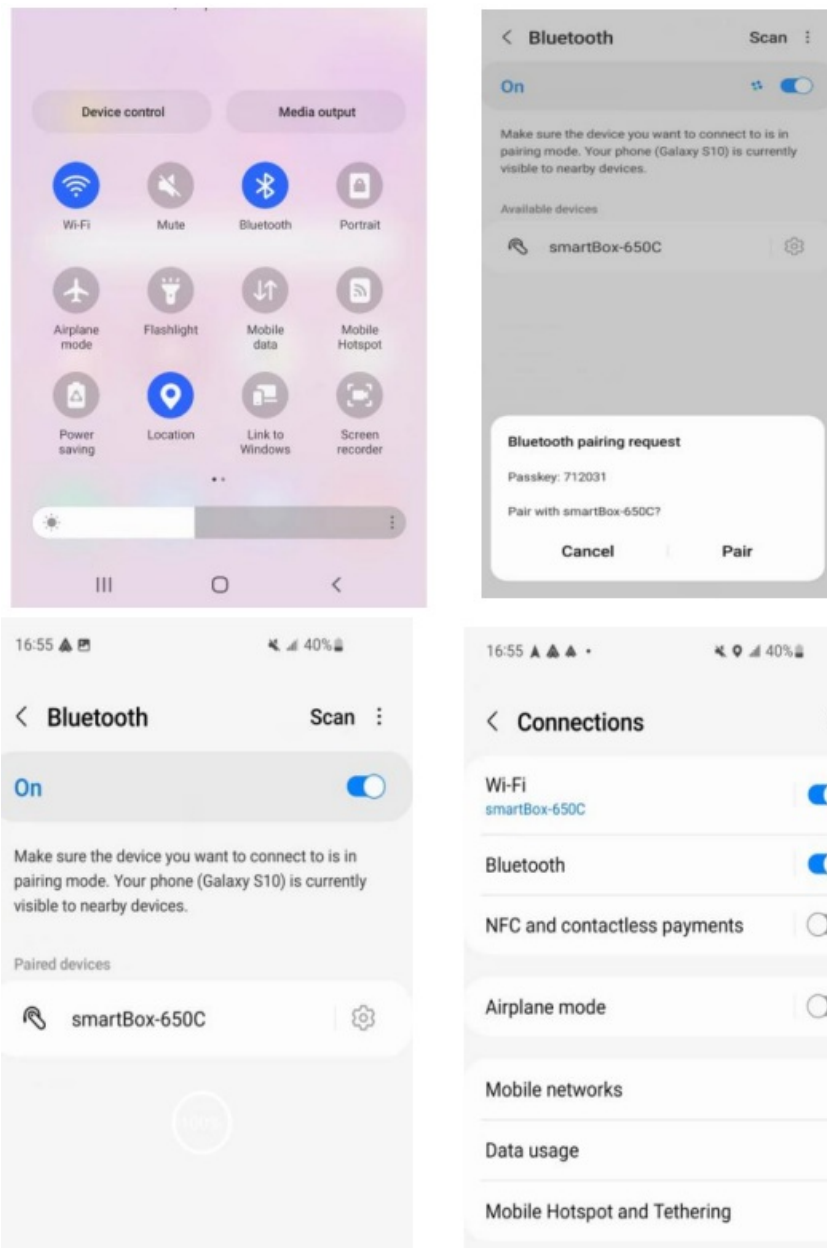 Device control
Media output
Wi-Fi
Mute
Bluetooth
Portrait
Airplane
mode
Flashlight
Mobile
data
Mobile
Hotspot
Power
saving
Location
Link to
Windows
Screen
recorder
Bluetooth
Scan
On
Make sure the device you want to connect to is in
pairing mode. Your phone (Galaxy S10) is currently
visible to nearby devices.
Available devices
smartBox-650C
Bluetooth pairing request
Passkey: 712031
Pair with smartBox-650C?
Cancel
Pair
16:55
40%
Bluetooth
Scan
On
Make sure the device you want to connect to is in
pairing mode. Your phone (Galaxy S10) is currently
visible to nearby devices.
Paired devices
smartBox-650C
100%
16:55
40%
Connections
Wi-Fi
smartBox-650C
Bluetooth
NFC and contactless payments
Airplane mode
Mobile networks
Data usage
Mobile Hotspot and Tethering